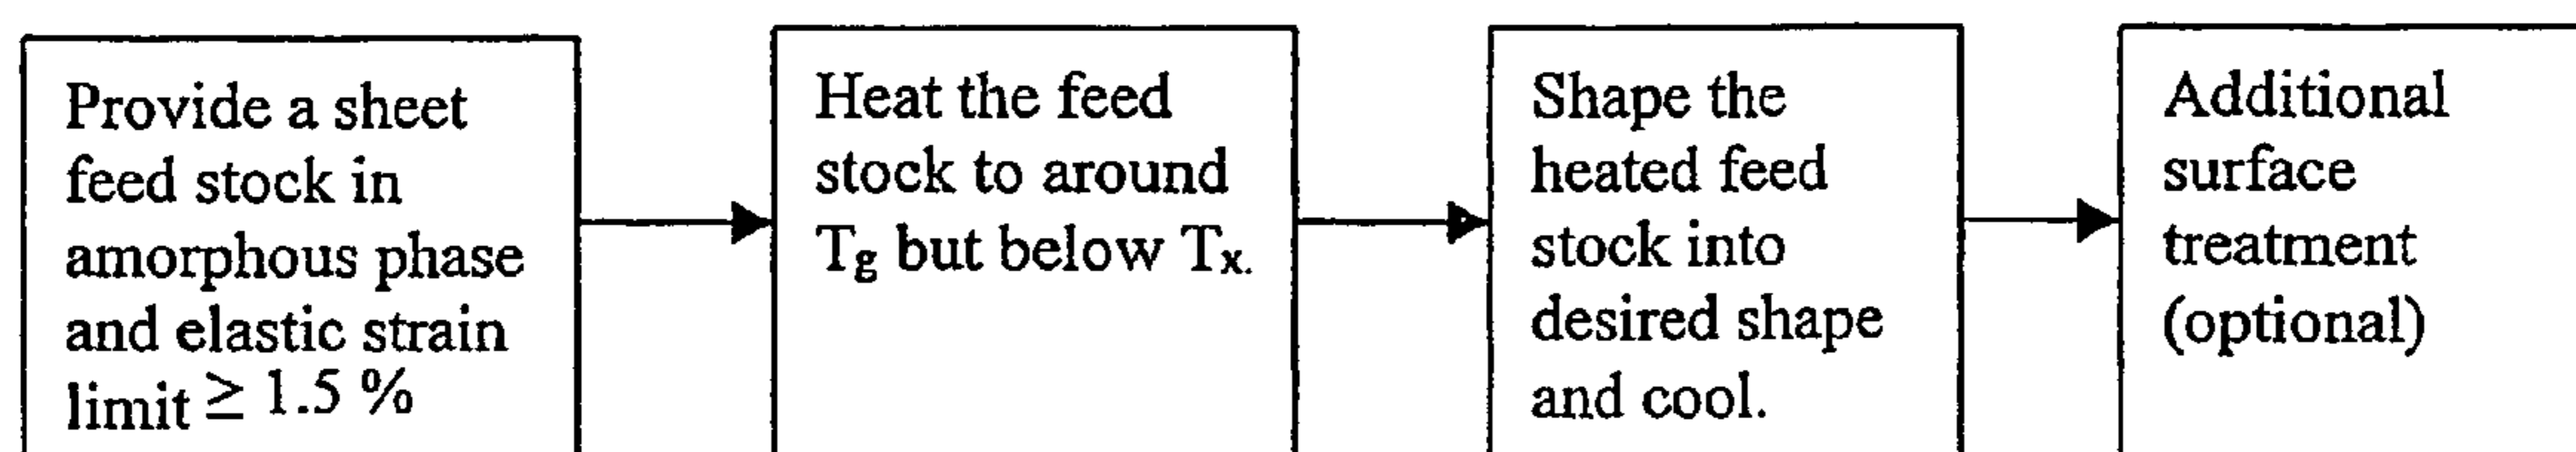 Provide a sheet
feed stock in
amorphous phase
and elastic strain
limit ≥ 1.5 %
Heat the feed
stock to around
Tg but below Tx.
Shape the
heated feed
stock into
desired shape
and cool.
Additional
surface
treatment
(optional)